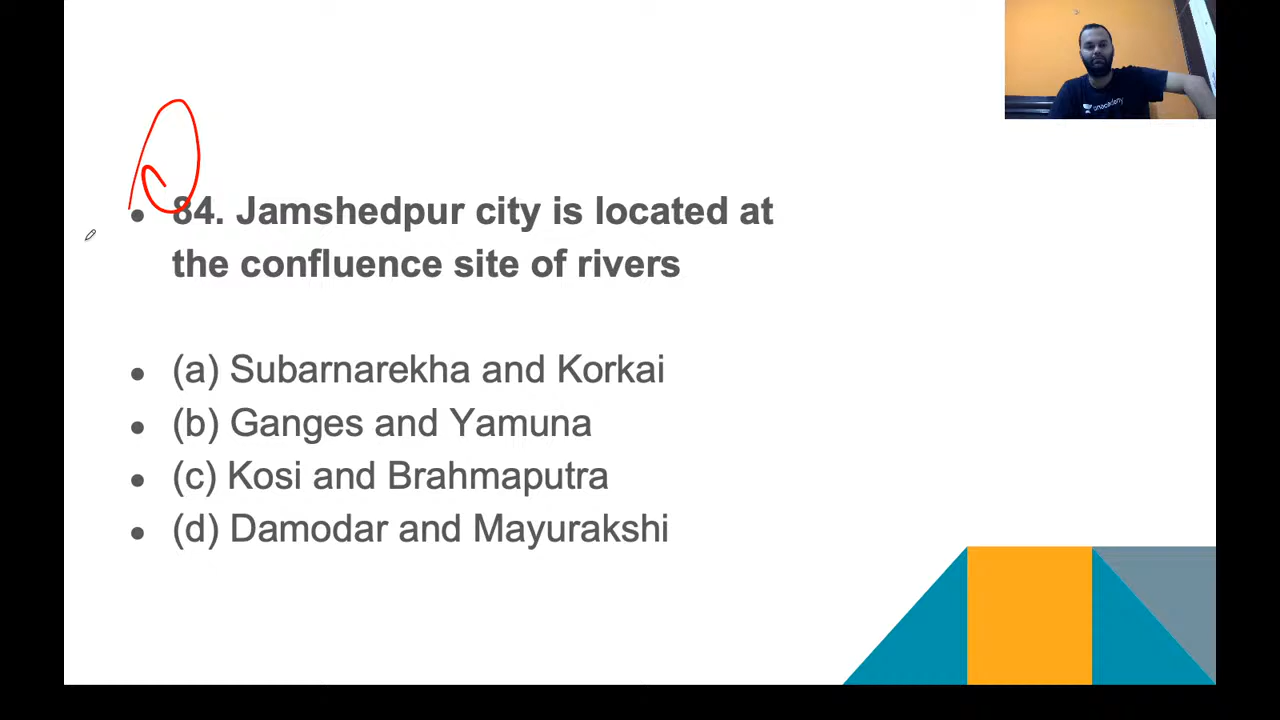 unacademy
84. Jamshedpur city is located at
the confluence site of rivers
(a) Subarnarekha and Korkai
(b) Ganges and Yamuna
(c) Kosi and Brahmaputra
(d) Damodar and Mayurakshi